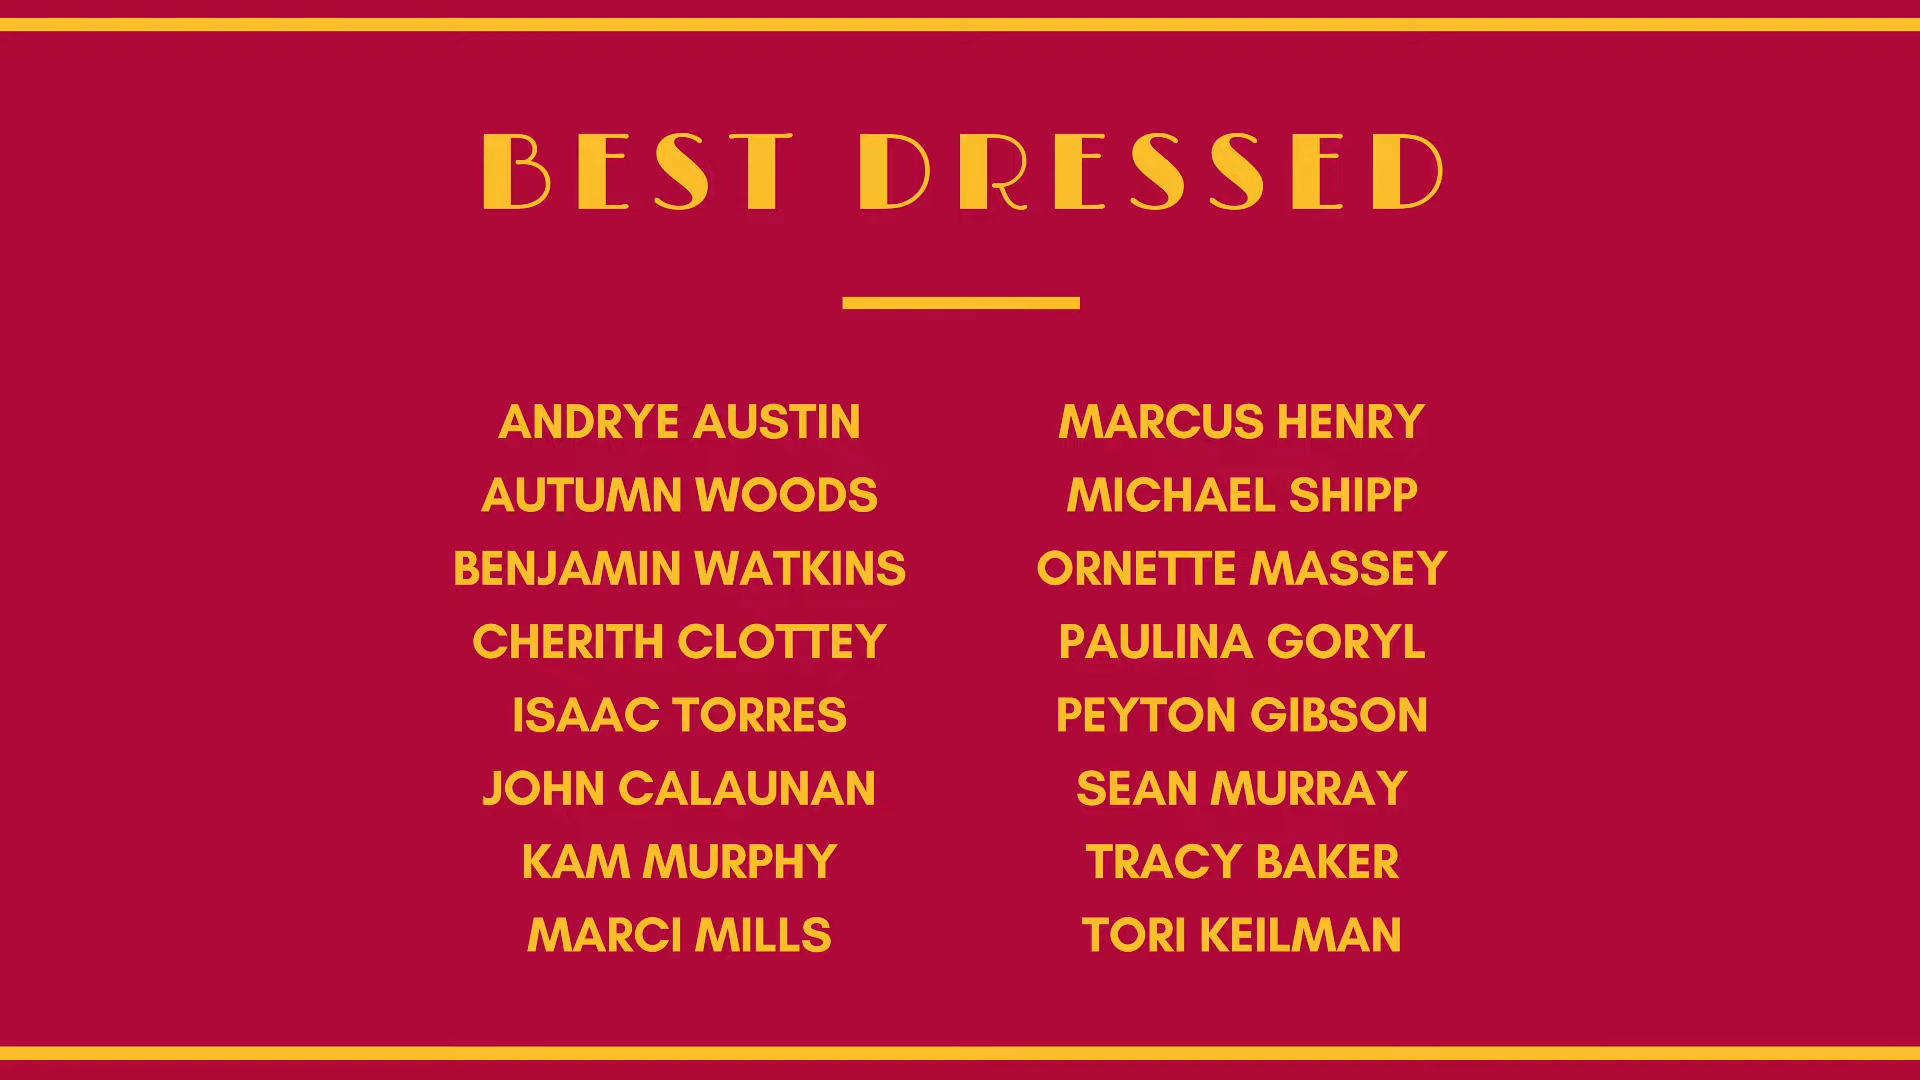 BEST DRESSED
ANDRYE AUSTIN
AUTUMN WOODS
BENJAMIN WATKINS
CHERITH CLOTTEY
ISAAC TORRES
JOHN CALAUNAN
KAM MURPHY
MARCI MILLS
MARCUS HENRY
MICHAEL SHIPP
ORNETTE MASSEY
PAULINA GORYL
PEYTON GIBSON
SEAN MURRAY
TRACY BAKER
TORI KEILMAN